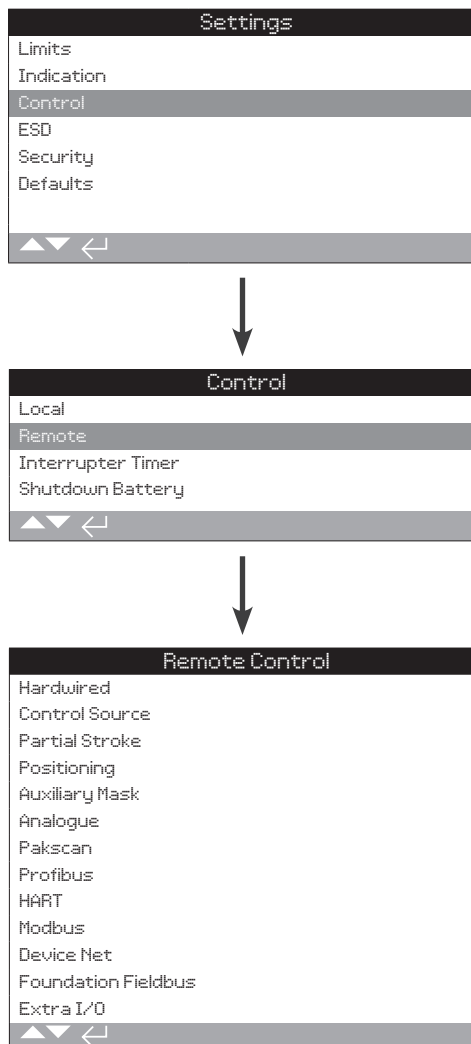 Settings
Limits
Indication
Control
ESD
Security
Defaults
Control
Local
Remote
Interrupter Timer
Shutdown Battery
Remote Control
Hardwired
Control Source
Partial Stroke
Positioning
Auxiliary Mask
Analogue
Pakscan
Profibus
HART
Modbus
Device Net
Foundation Fieldbus
Extra I/O